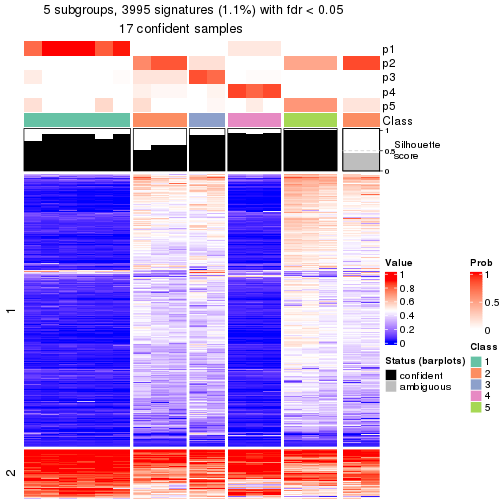 5 subgroups, 3995 signatures (1.1%) with fdr < 0.05
17 confident samples
p1
p2
p3
p4
p5
Class
1
0.5
0
Silhouette
score
1
2
Value
1
0.8
0.6
0.4
0.2
0
Prob
1
0.5
0
Status (barplots)
confident
ambiguous
Class
1
2
3
4
5